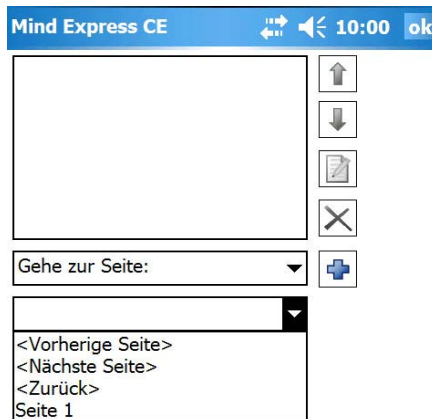 Mind Express CE 10:00 ok
Gehe zur Seite:
<Vorherige Seite>
<Nächste Seite>
<Zurück>
Seite 1